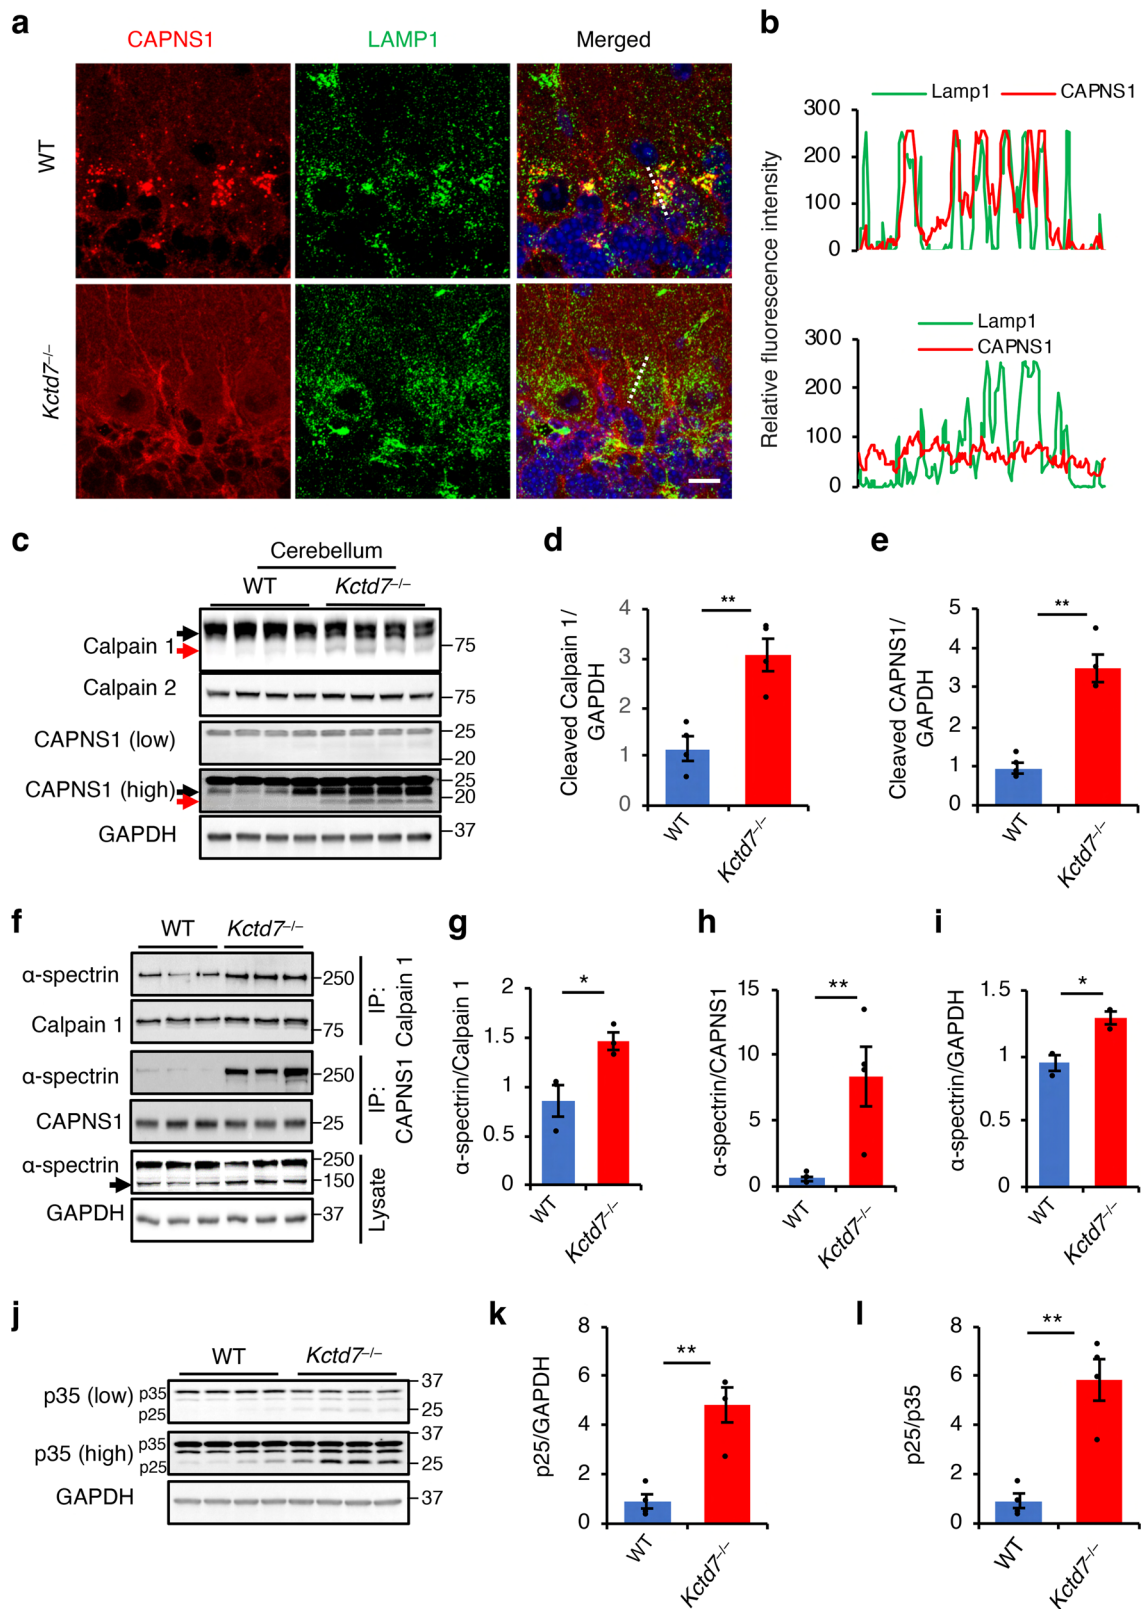 a
CAPNS1 LAMP1 Merged
WT
Kctd7–/–
b
Lamp1 CAPNS1
300
200
100
0
Lamp1
CAPNS1
300
200
100
0
Relative fluorescence intensity
c
Cerebellum
WT Kctd7–/–
Calpain 1
75
Calpain 2
75
CAPNS1 (low)
25
20
CAPNS1 (high)
25
20
GAPDH
37
d
Cleaved Calpain 1/
GAPDH
4
3
2
1
0
WT
Kctd7–/–
**
e
Cleaved CAPNS1/
GAPDH
5
4
3
2
1
0
WT
Kctd7–/–
**
f
WT Kctd7–/–
α-spectrin
250
Calpain 1
75
IP:
Calpain 1
α-spectrin
250
CAPNS1
25
IP:
CAPNS1
α-spectrin
250
150
GAPDH
37
Lysate
g
α-spectrin/Calpain 1
2
1.5
1
0.5
0
WT
Kctd7–/–
*
h
α-spectrin/CAPNS1
15
10
5
0
WT
Kctd7–/–
**
i
α-spectrin/GAPDH
1.5
1
0.5
0
WT
Kctd7–/–
*
j
WT Kctd7–/–
p35 (low)
p35
p25
37
25
p35 (high)
p35
p25
37
25
GAPDH
37
k
p25/GAPDH
8
6
4
2
0
WT
Kctd7–/–
**
l
p25/p35
8
6
4
2
0
WT
Kctd7–/–
**